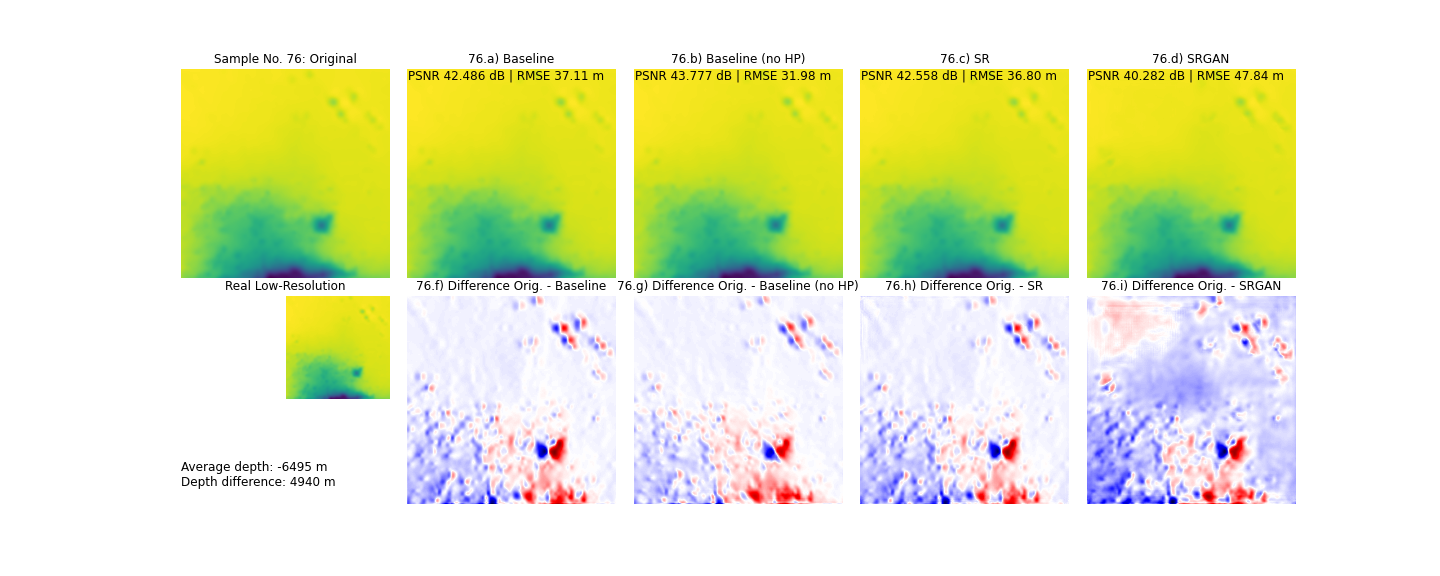 Sample No. 76: Original
76.a) Baseline
76.b) Baseline (no HP)
76.c) SR
76.d) SRGAN
PSNR 42.486 dB | RMSE 37.11 m
PSNR 43.777 dB | RMSE 31.98 m
PSNR 42.558 dB | RMSE 36.80 m
PSNR 40.282 dB | RMSE 47.84 m
Real Low-Resolution
76.f) Difference Orig. - Baseline
76.g) Difference Orig. - Baseline (no HP)
76.h) Difference Orig. - SR
76.i) Difference Orig. - SRGAN
Average depth: -6495 m
Depth difference: 4940 m